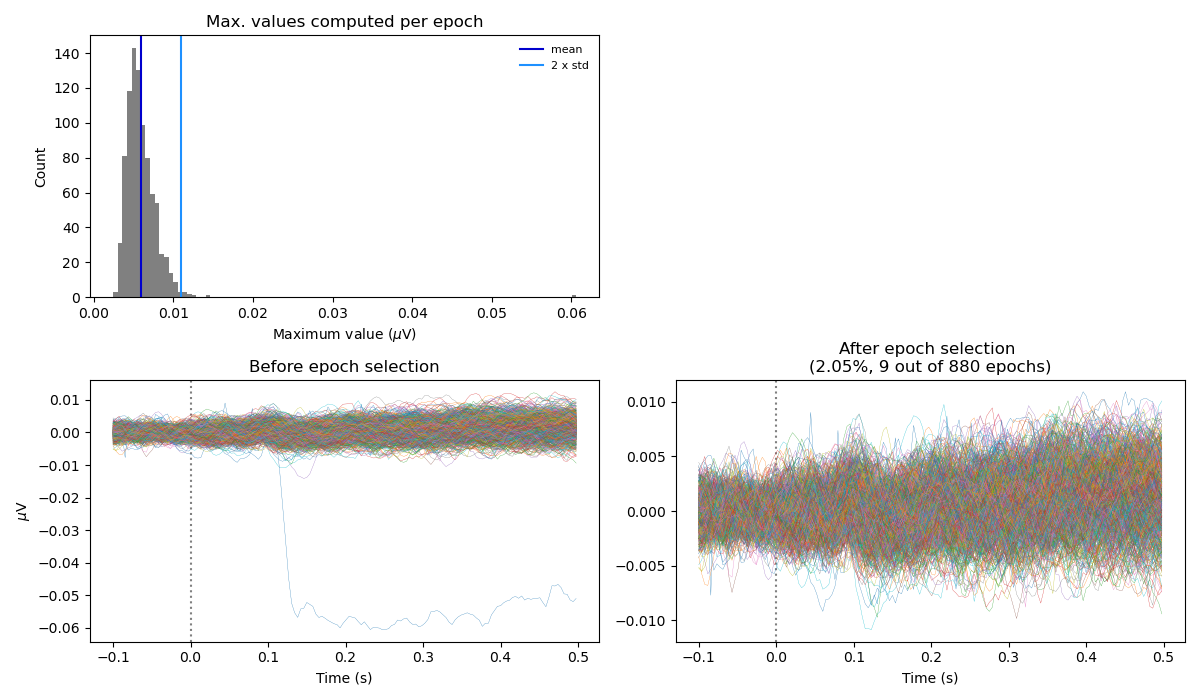 Max. values computed per epoch
mean
2 x std
140
120
100
80
60
40
20
0
Count
0.00 0.01 0.02 0.03 0.04 0.05 0.06
Maximum value (μV)
Before epoch selection
0.01
0.00
−0.01
−0.02
−0.03
−0.04
−0.05
−0.06
μV
−0.1 0.0 0.1 0.2 0.3 0.4 0.5
Time (s)
After epoch selection
(2.05%, 9 out of 880 epochs)
0.010
0.005
0.000
−0.005
−0.010
−0.1 0.0 0.1 0.2 0.3 0.4 0.5
Time (s)